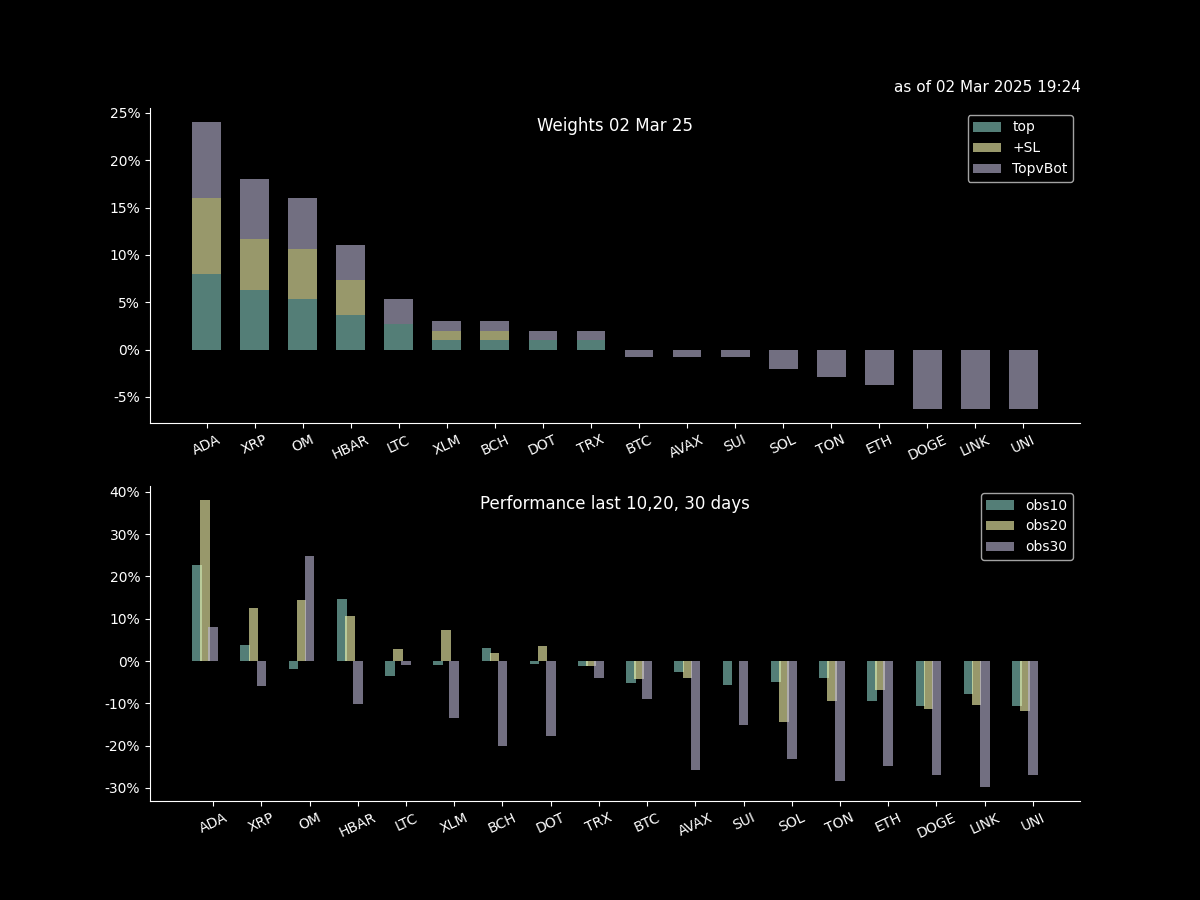 as of 02 Mar 2025 19:24
Weights 02 Mar 25
top
+SL
TopvBot
25%
20%
15%
10%
5%
0%
-5%
ADA XRP OM HBAR LTC XLM BCH DOT TRX BTC AVAX SUI SOL TON ETH DOGE LINK UNI
Performance last 10,20, 30 days
obs10
obs20
obs30
40%
30%
20%
10%
0%
-10%
-20%
-30%
ADA XRP OM HBAR LTC XLM BCH DOT TRX BTC AVAX SUI SOL TON ETH DOGE LINK UNI